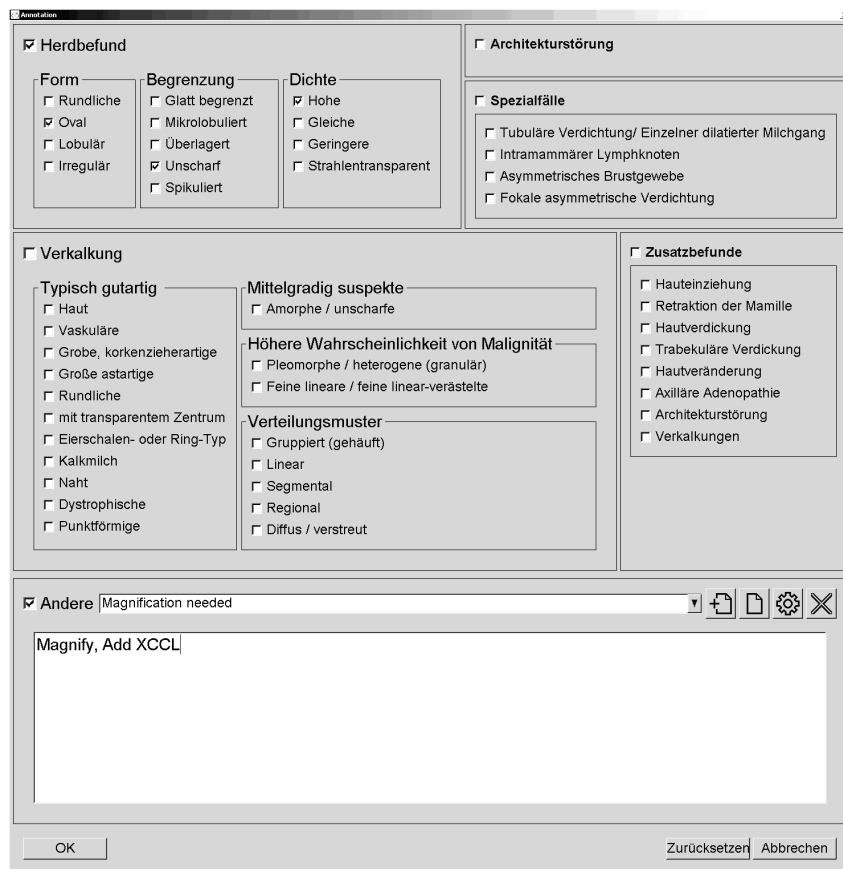 Annotation
Herdbefund
Form
Rundliche
Oval
Lobulär
Irregulär
Begrenzung
Glatt begrenzt
Mikrolobuliert
Überlagert
Unscharf
Spikuliert
Dichte
Hohe
Gleiche
Geringere
Strahlentransparent
Architekturstörung
Spezialfälle
Tubuläre Verdichtung/ Einzelner dilatierter Milchgang
Intramammärer Lymphknoten
Asymmetrisches Brustgewebe
Fokale asymmetrische Verdichtung
Verkalkung
Typisch gutartig
Haut
Vaskuläre
Grobe, korkenzieherartige
Große astartige
Rundliche
mit transparentem Zentrum
Eierschalen- oder Ring-Typ
Kalkmilch
Naht
Dystrophische
Punktförmige
Mittelgradig suspekte
Amorphe / unscharfe
Höhere Wahrscheinlichkeit von Malignität
Pleomorphe / heterogene (granulär)
Feine lineare / feine linear-verästelte
Verteilungsmuster
Gruppiert (gehäuft)
Linear
Segmental
Regional
Diffus / verstreut
Zusatzbefunde
Hauteinziehung
Retraktion der Mamille
Hautverdickung
Trabekuläre Verdickung
Hautveränderung
Axilläre Adenopathie
Architekturstörung
Verkalkungen
Andere Magnification needed
Magnify, Add XCCL
OK Zurücksetzen Abbrechen